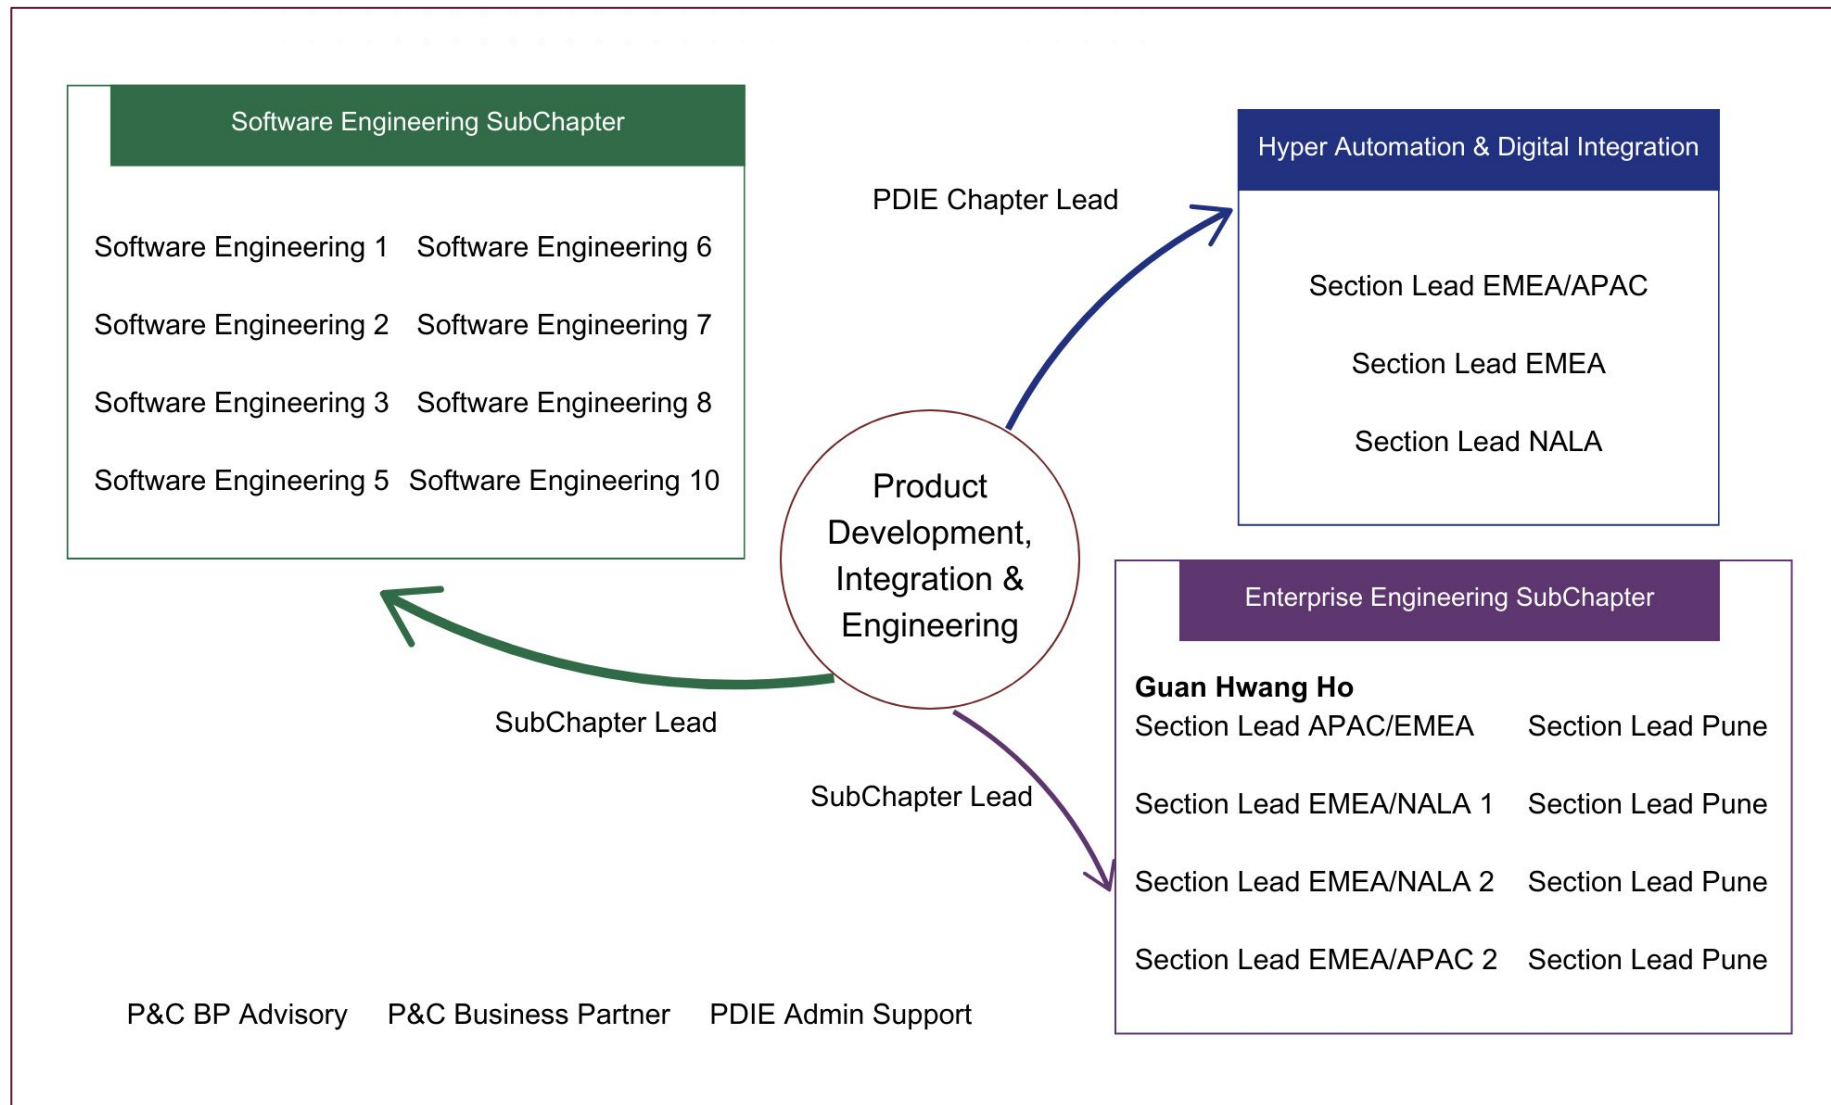 Software Engineering SubChapter
Software Engineering 1 Software Engineering 6
Software Engineering 2 Software Engineering 7
Software Engineering 3 Software Engineering 8
Software Engineering 5 Software Engineering 10
PDIE Chapter Lead
Hyper Automation & Digital Integration
Section Lead EMEA/APAC
Section Lead EMEA
Section Lead NALA
Product
Development,
Integration &
Engineering
SubChapter Lead
SubChapter Lead
Enterprise Engineering SubChapter
Guan Hwang Ho
Section Lead APAC/EMEA Section Lead Pune
Section Lead EMEA/NALA 1 Section Lead Pune
Section Lead EMEA/NALA 2 Section Lead Pune
Section Lead EMEA/APAC 2 Section Lead Pune
P&C BP Advisory P&C Business Partner PDIE Admin Support